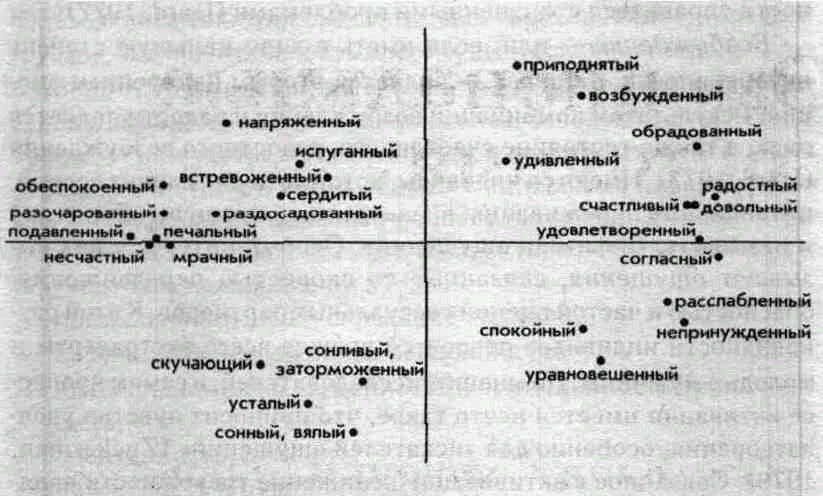 приподнятый
возбужденный
напряженный
обрадованный
испуганный
удивленный
встревоженный
обеспокоенный
сердитый
радостный
счастливый
довольный
разочарованный
раздосадованный
подавленный
печальный
удовлетворенный
несчастный
мрачный
согласный
расслабленный
спокойный
непринужденный
скучающий
сонливый,
заторможенный
уравновешенный
усталый
сонный, вялый